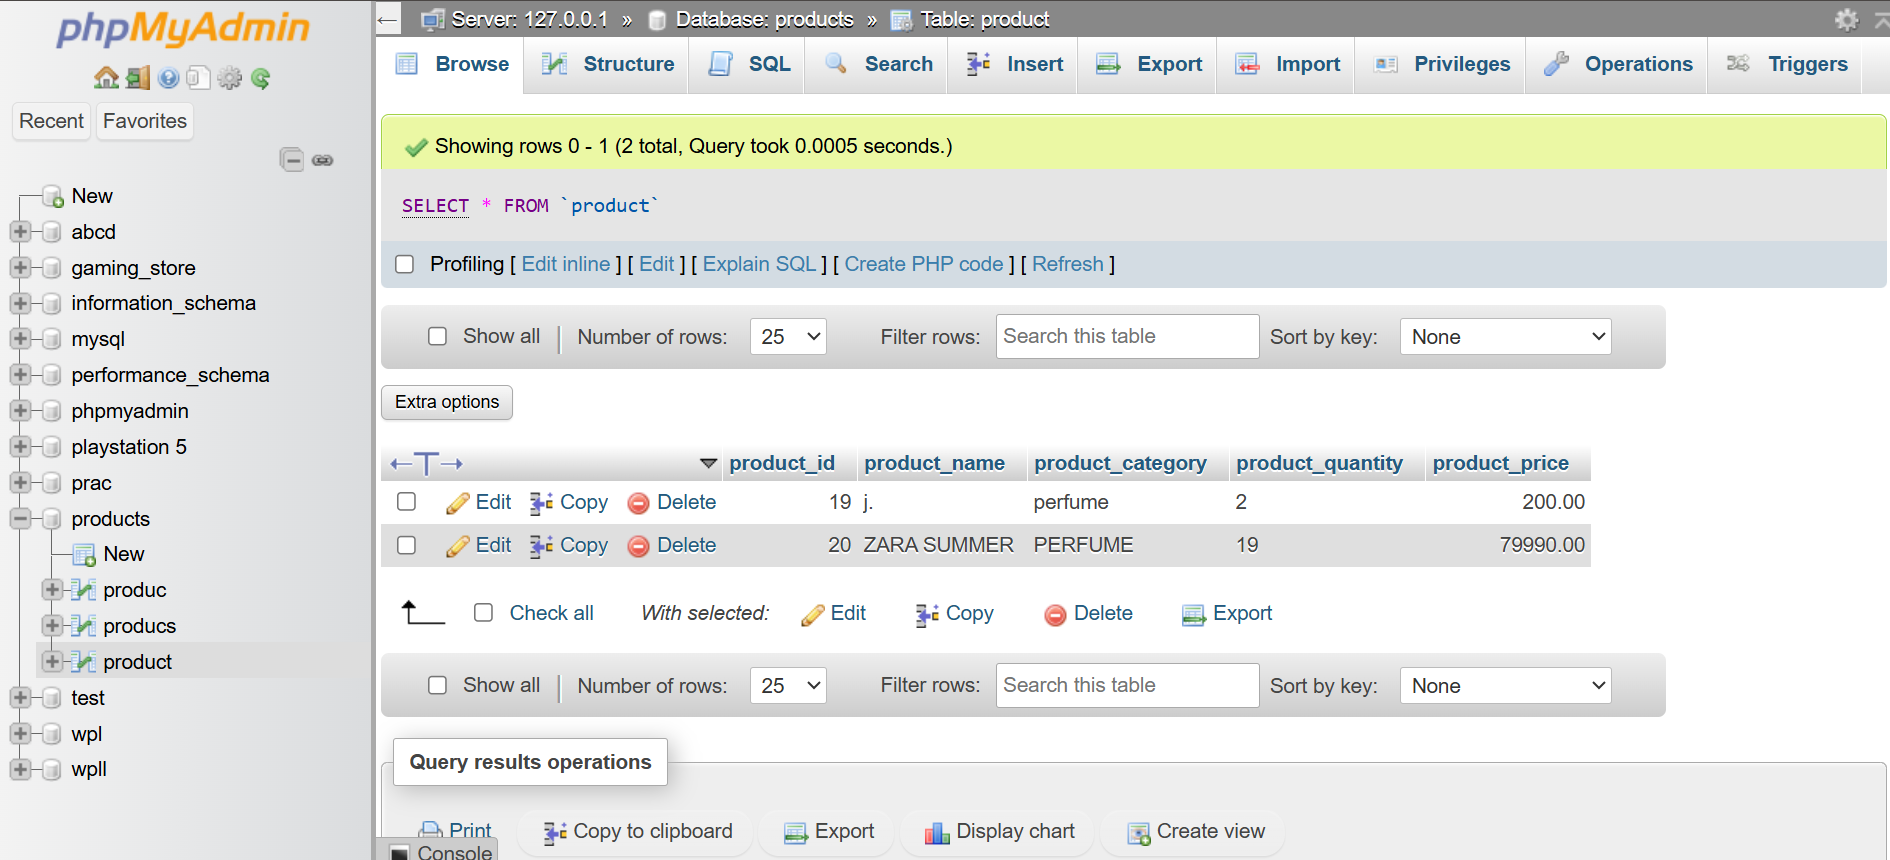 phpMyAdmin
Recent Favorites
New
abcd
gaming_store
information_schema
mysql
performance_schema
phpmyadmin
playstation 5
prac
products
New
produc
producs
product
test
wpl
wpll
Server: 127.0.0.1 » Database: products » Table: product
Browse Structure SQL Search Insert Export Import Privileges Operations Triggers
Showing rows 0 - 1 (2 total, Query took 0.0005 seconds.)
SELECT * FROM `product`
Profiling [ Edit inline ] [ Edit ] [ Explain SQL ] [ Create PHP code ] [ Refresh ]
Show all Number of rows: 25 Filter rows: Search this table Sort by key: None
Extra options
←T→ product_id product_name product_category product_quantity product_price
Edit Copy Delete 19 j. perfume 2 200.00
Edit Copy Delete 20 ZARA SUMMER PERFUME 19 79990.00
Check all With selected: Edit Copy Delete Export
Show all Number of rows: 25 Filter rows: Search this table Sort by key: None
Query results operations
Print Copy to clipboard Export Display chart Create view
Console